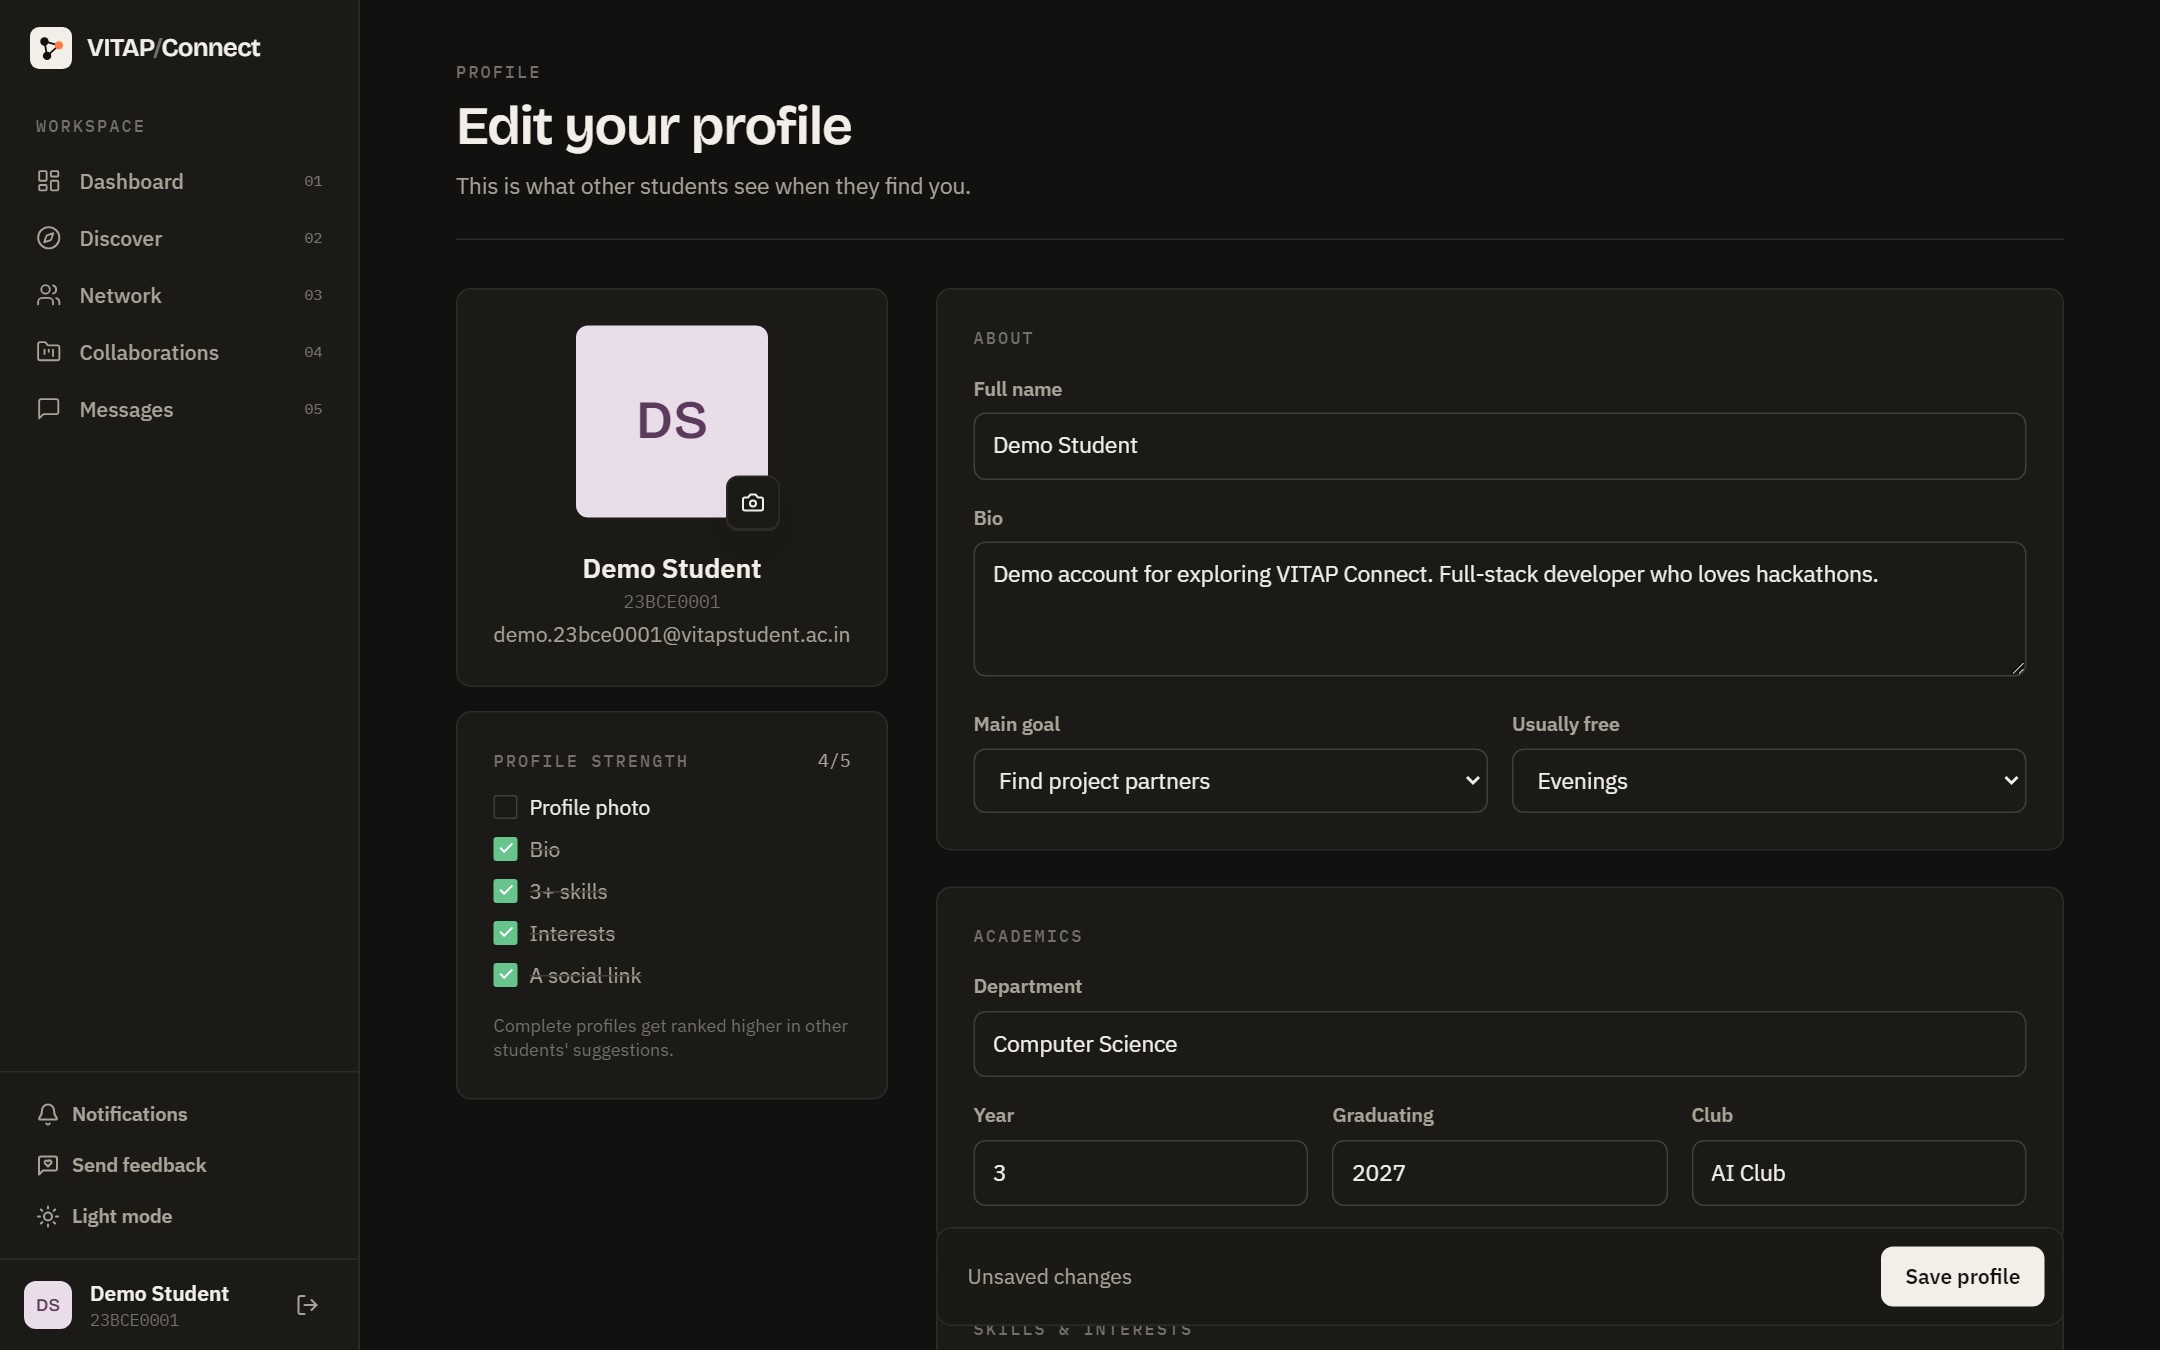 VITAP/Connect
WORKSPACE
Dashboard 01
Discover 02
Network 03
Collaborations 04
Messages 05
Notifications
Send feedback
Light mode
DS
Demo Student
23BCE0001
PROFILE
Edit your profile
This is what other students see when they find you.
DS
Demo Student
23BCE0001
demo.23bce0001@vitapstudent.ac.in
PROFILE STRENGTH 4/5
Profile photo
Bio
3+ skills
Interests
A social link
Complete profiles get ranked higher in other
students' suggestions.
ABOUT
Full name
Demo Student
Bio
Demo account for exploring VITAP Connect. Full-stack developer who loves hackathons.
Main goal Usually free
Find project partners Evenings
ACADEMICS
Department
Computer Science
Year Graduating Club
3 2027 AI Club
Unsaved changes Save profile
SKILLS & INTERESTS